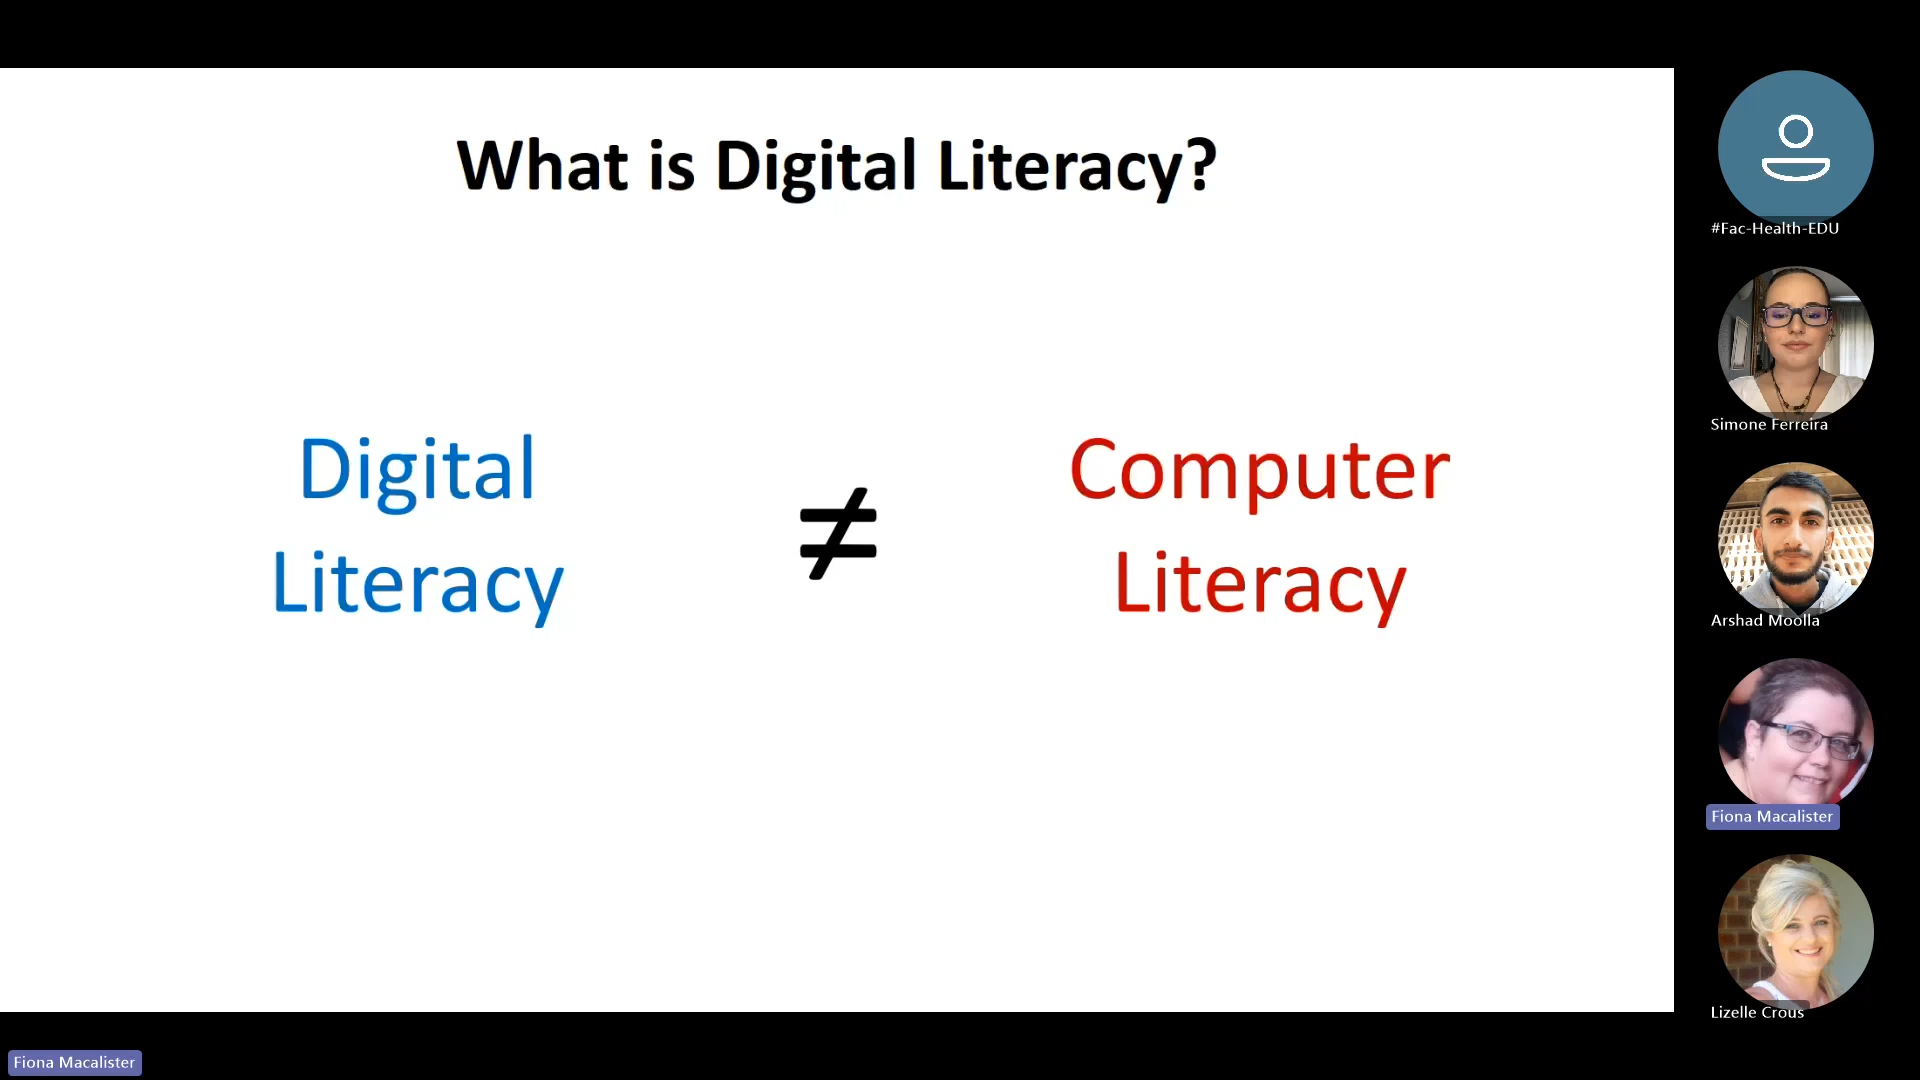 What is Digital Literacy?
Digital
Literacy
≠
Computer
Literacy
#Fac-Health-EDU
Simone Ferreira
Arshad Moolla
Fiona Macalister
Lizelle Crous
Fiona Macalister